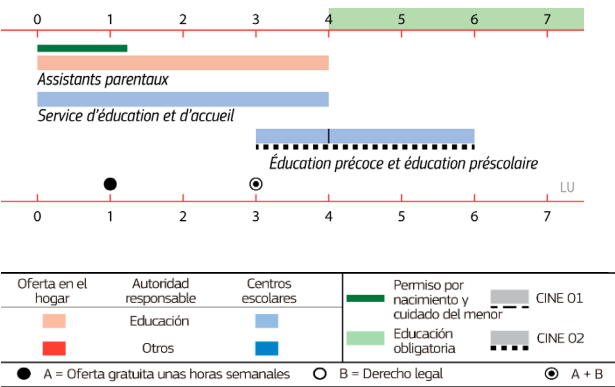 0 1 2 3 4 5 6 7
Assistants parentaux
Service d'éducation et d'accueil
Éducation précoce et éducation préscolaire
LU
0 1 2 3 4 5 6 7
Oferta en el hogar
Autoridad responsable
Centros escolares
Educación
Otros
Permiso por nacimiento y cuidado del menor
CINE 01
Educación obligatoria
CINE 02
A = Oferta gratuita unas horas semanales
B = Derecho legal
A + B